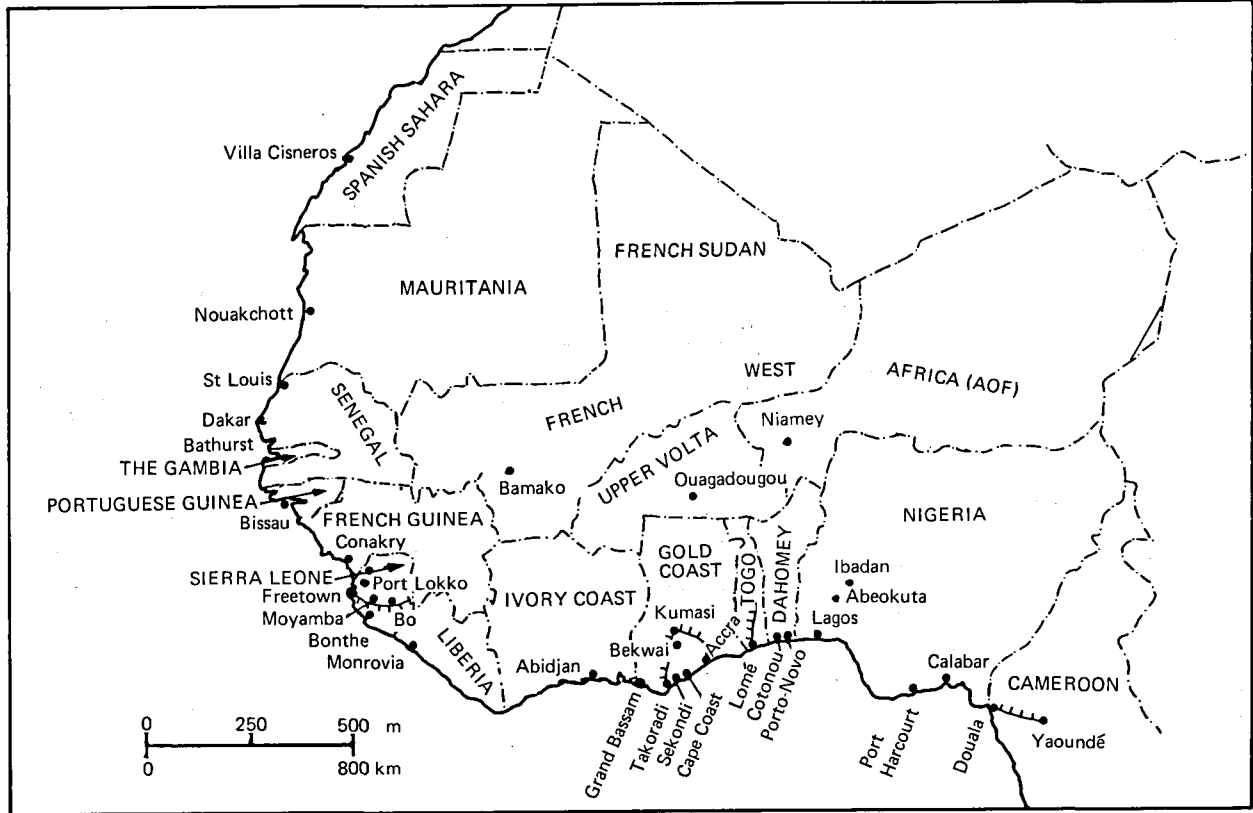 SPANISH SAHARA
Villa Cisneros
FRENCH SUDAN
MAURITANIA
Nouakchott
WEST
AFRICA (AOF)
St Louis
SENEGAL
FRENCH
Dakar
Niamey
Bathurst
UPPER VOLTA
THE GAMBIA
Bamako
Ouagadougou
PORTUGUESE GUINEA
Bissau
FRENCH GUINEA
NIGERIA
Conakry
GOLD
COAST
TOGO
DAHOMEY
SIERRA LEONE
Port Lokko
Ibadan
Freetown
IVORY COAST
Abeokuta
Moyamba
Bo
Kumasi
Lagos
Bonthe
LIBERIA
Bekwai
Accra
Monrovia
Abidjan
Calabar
CAMEROON
Grand Bassam
Takoradi
Sekondi
Cape Coast
Lomé
Cotonou
Porto-Novo
Port
Harcourt
Douala
Yaoundé
0 250 500 m
0 800 km